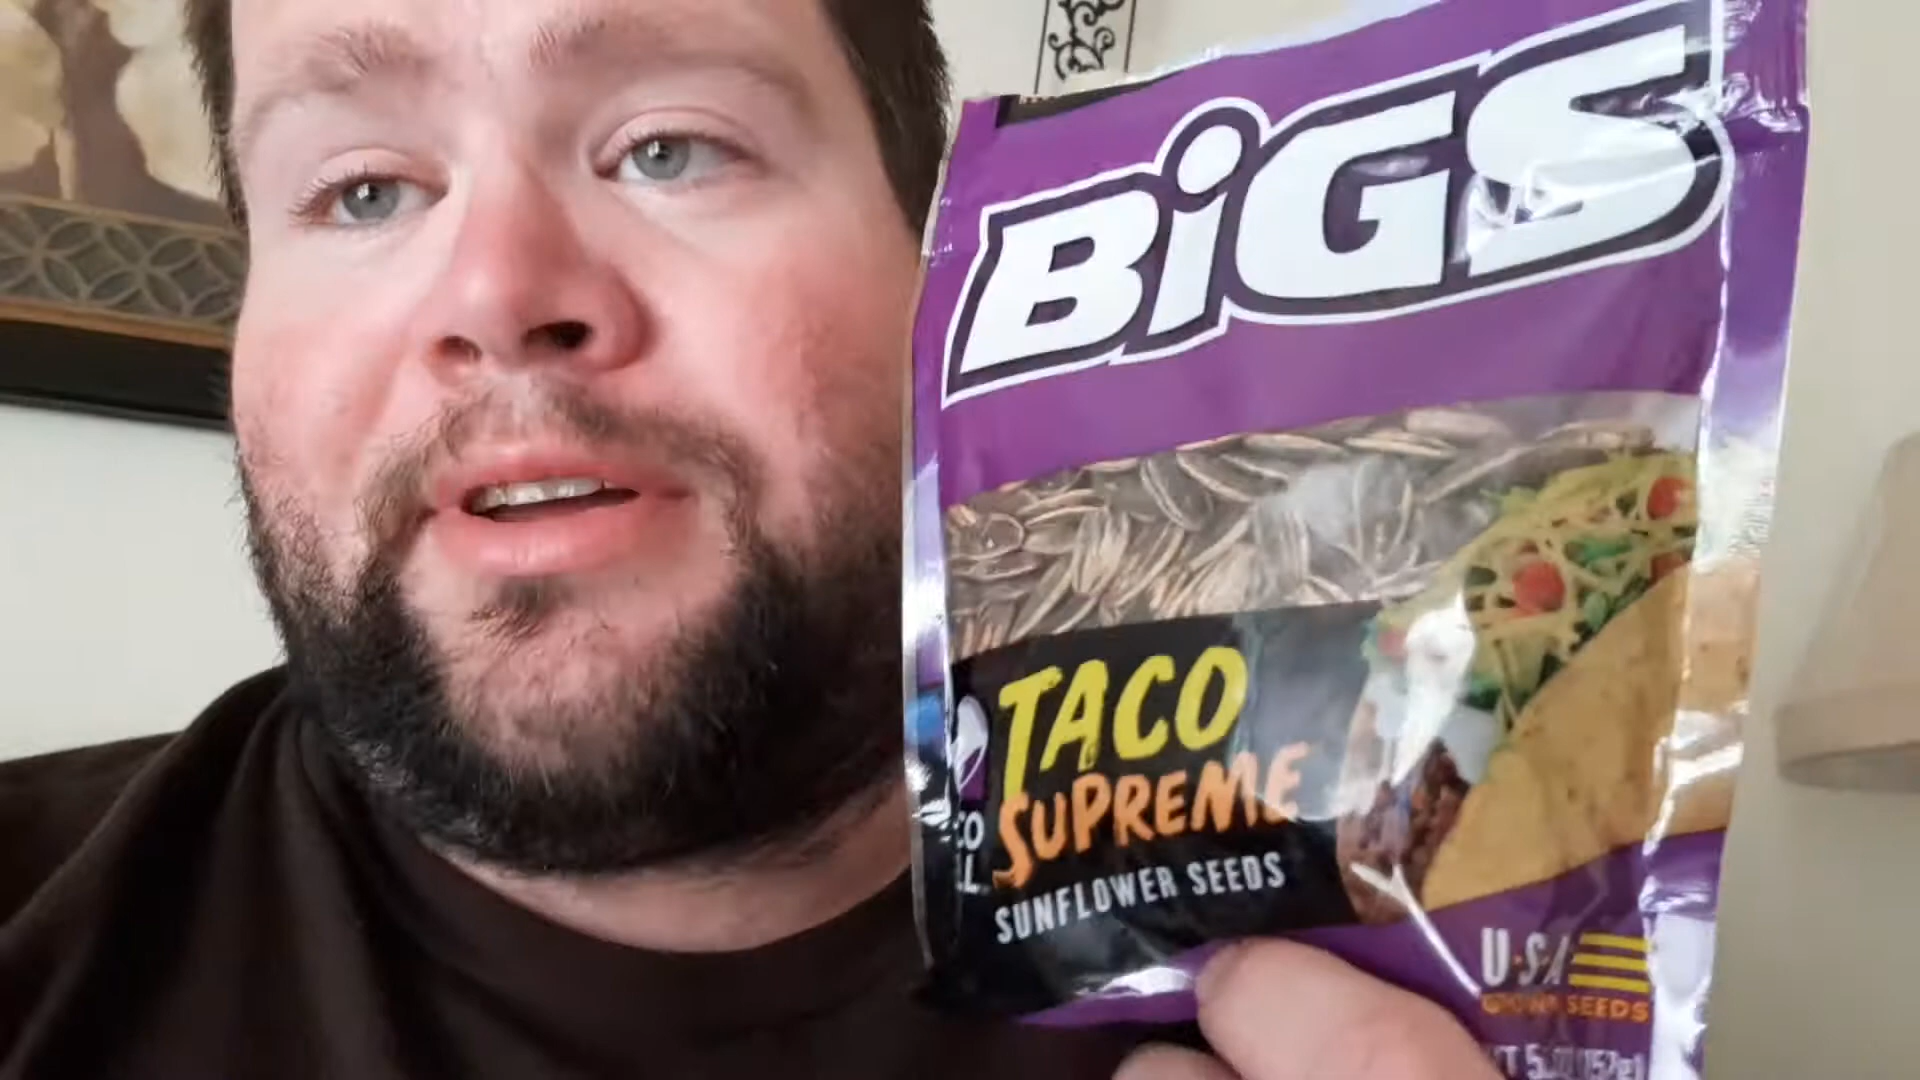 BiGS
TACO
SUPREME
SUNFLOWER SEEDS
U·S·A
SEEDS